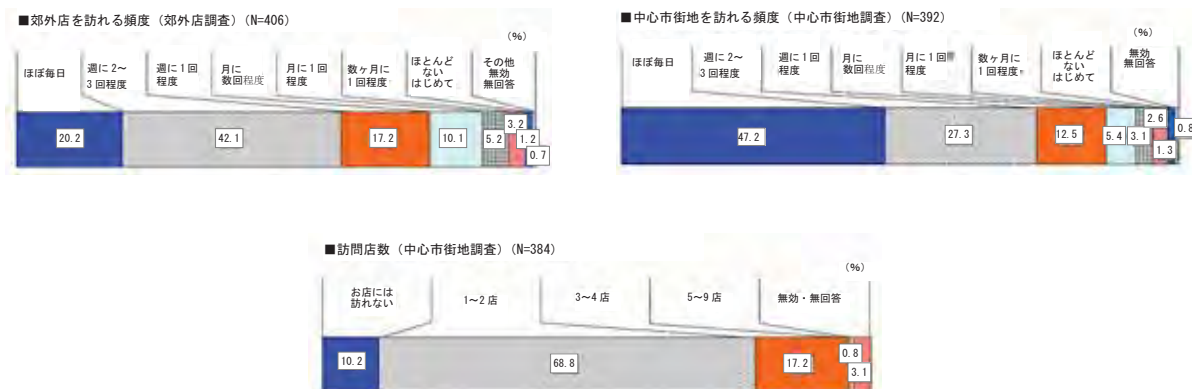 ■郊外店を訪れる頻度（郊外店調査）(N=406)
(%)
ほぼ毎日
週に2～
3回程度
週に1回
程度
月に
数回程度
月に1回
程度
数ヶ月に
1回程度
ほとんど
ない
はじめて
その他
無効
無回答
20.2
42.1
17.2
10.1
5.2
3.2
1.2
0.7
■中心市街地を訪れる頻度（中心市街地調査）(N=392)
(%)
ほぼ毎日
週に2～
3回程度
週に1回
程度
月に
数回程度
月に1回
程度
数ヶ月に
1回程度
ほとんど
ない
はじめて
無効
無回答
47.2
27.3
12.5
5.4
3.1
2.6
1.3
0.8
■訪問店数（中心市街地調査）(N=384)
(%)
お店には
訪れない
1～2店
3～4店
5～9店
無効・無回答
10.2
68.8
17.2
0.8
3.1